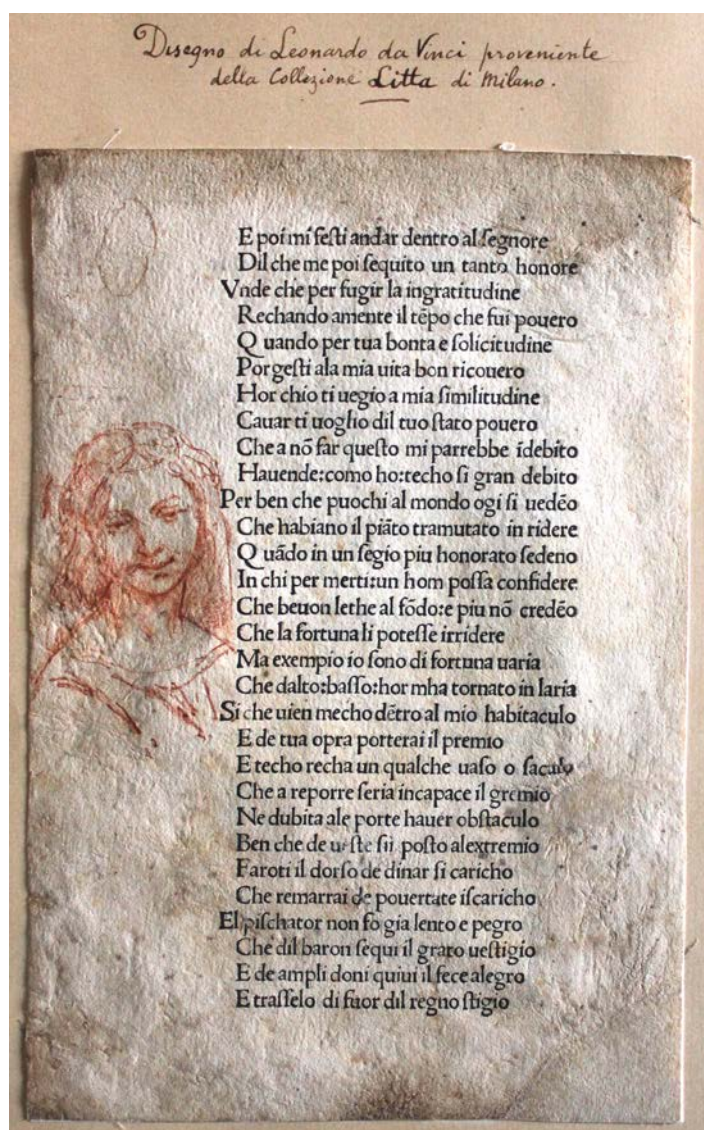 Disegno di Leonardo da Vinci proveniente
della Collezione Litta di Milano.
E poi mi feſti andar dentro al ſegnore
Dil che me poi ſequito un tanto honore
Vnde che per fugir la ingratitudine
Rechando amente il tēpo che fui pouero
Q uando per tua bonta e ſolicitudine
Porgeſti ala mia uita bon ricouero
Hor chio ti uegio a mia ſimilitudine
Cauar ti uoglio dil tuo ſtato pouero
Che a nõ far queſto mi parrebbe ĩdebito
Hauende:como ho:techo ſi gran debito
Per ben che puochi al mondo ogi ſi uedēo
Che habiano il piãto tramutato in ridere
Q uãdo in un ſegio piu honorato ſedeno
In chi per merti:un hom poſſa confidere
Che beuon lethe al fõdo:e piu nõ credēo
Che la fortuna li poteſſe irridere
Ma exempio io ſono di fortuna uaria
Che dalto:baſſo:hor mha tornato in laria
Si che uien mecho dētro al mio habitaculo
E de tua opra porterai il premio
E techo recha un qualche uaſo o ſaculo
Che a reporre ſeria incapace il gremio
Ne dubita ale porte hauer obſtaculo
Ben che de ueſte ſii poſto alextremio
Faroti il dorſo de dinar ſi caricho
Che remarrai de pouertate iſcaricho
El piſchator non fo gia lento e pegro
Che dil baron ſequi il grato ueſtigio
E de ampli doni quiui il fece alegro
E traſſelo di fuor dil regno ſtigio